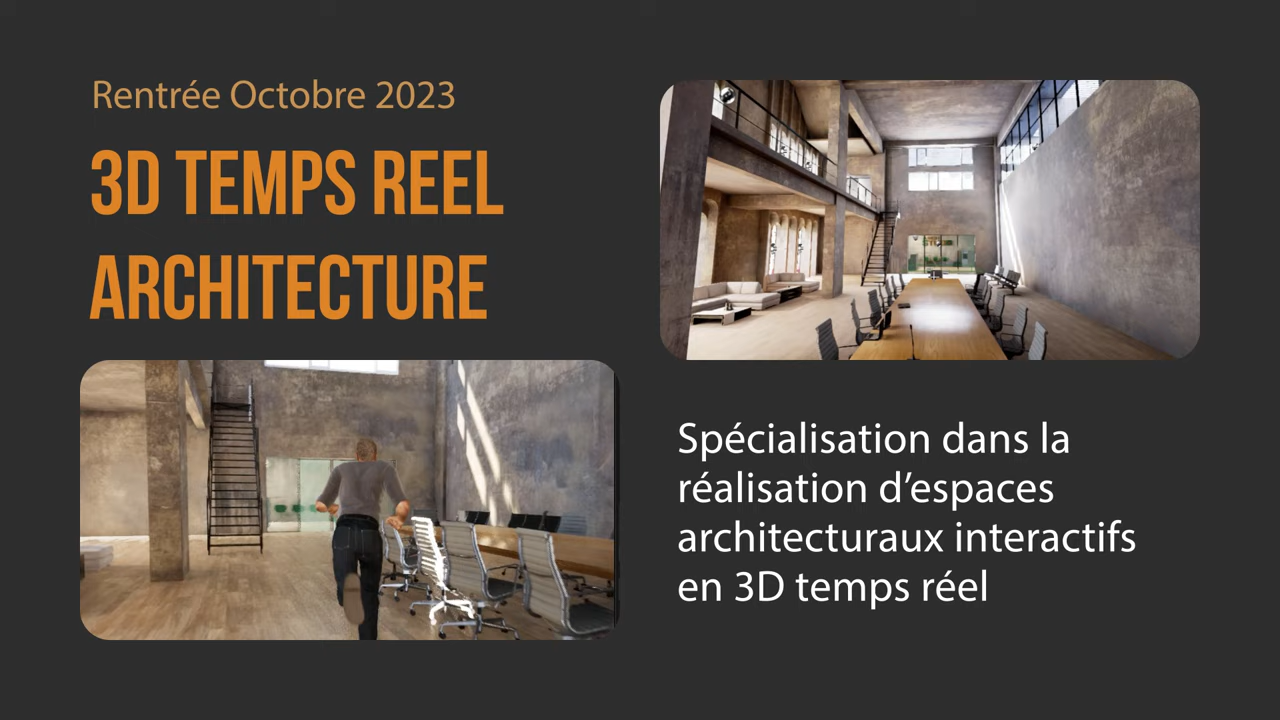 Rentrée Octobre 2023
3D TEMPS REEL
ARCHITECTURE
Spécialisation dans la
réalisation d’espaces
architecturaux interactifs
en 3D temps réel